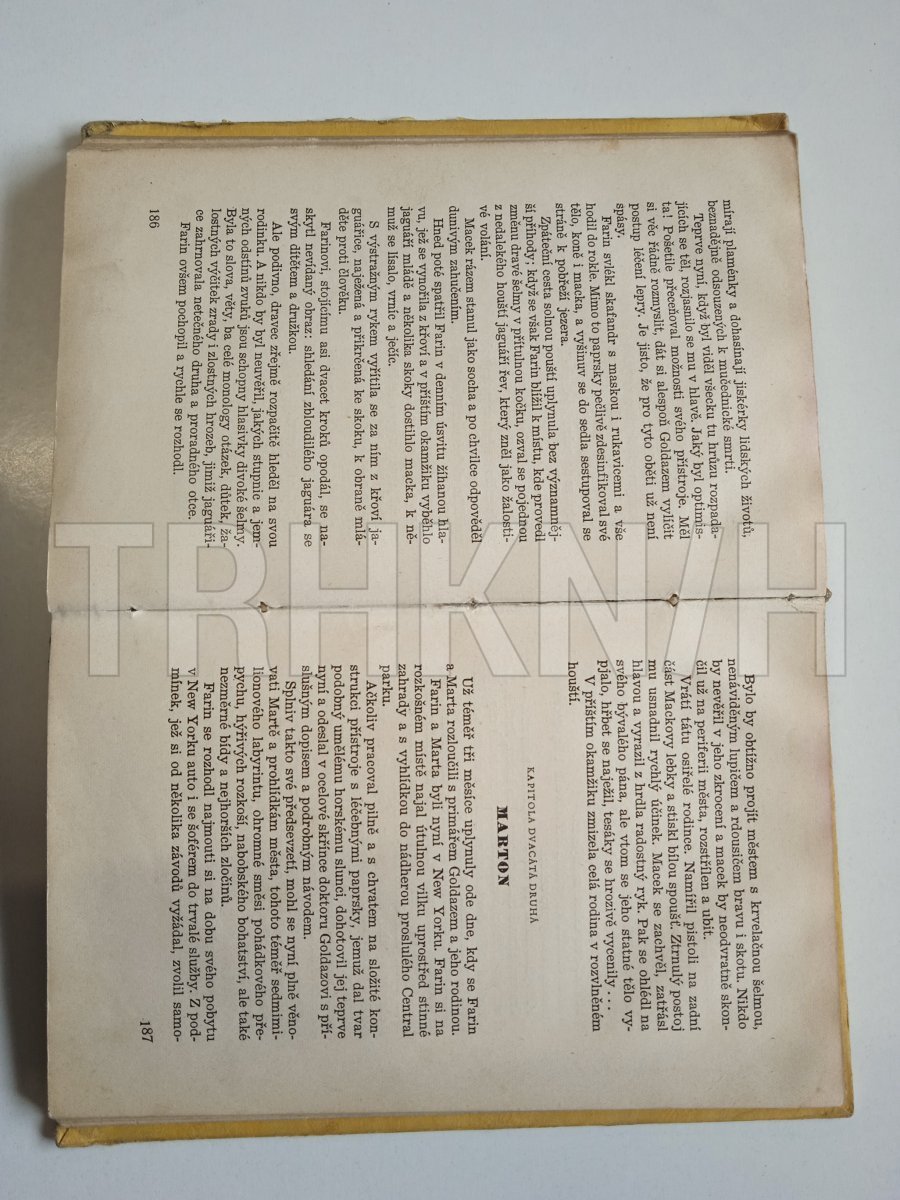 mírají plaménky a dohasínají jiskérky lidských životů,
beznadějně odsouzených k mučednické smrti.
Teprve nyní, když byl viděl všecku tu hrůzu rozpada-
jících se těl, rozjasnilo se mu v hlavě. Jaký byl optimis-
ta! Pošetile přeceňoval možnosti svého přístroje. Měl
si věc řádně rozmyslit, dát si alespoň Goldazem vylíčit
postup léčení lepry. Je jisto, že pro tyto oběti už není
spásy.
Farin svlékl skafandr s maskou i rukavicemi a vše
hodil do rokle. Mimo to paprsky pečlivě zdesinfikoval své
tělo, koně i macka, a vyšinuv se do sedla sestupoval se
stráně k pobřeží jezera.
Zpáteční cesta solnou pouští uplynula bez významněj-
ší příhody; když se však Farin blížil k místu, kde provedl
změnu dravé šelmy v přítulnou kočku, ozval se pojednou
z nedalekého houští jaguáří řev, který zněl jako žalosti-
vé volání.
Macek rázem stanul jako socha a po chvilce odpověděl
dunivým zahučením.
Hned poté spatřil Farin v denním úsvitu žíhanou hla-
vu, jež se vynořila z křoví a v příštím okamžiku vyběhlo
jaguáří mládě a několika skoky dostihlo macka, k ně-
muž se lísalo, vrníc a ječíc.
S výstražným rykem vyřítila se za ním z křoví ja-
guářice, naježená a přikrčená ke skoku, k obraně mlá-
děte proti člověku.
Farinovi, stojícímu asi dvacet kroků opodál, se na-
skytl nevídaný obraz: shledání zbloudilého jaguára se
svým dítětem a družkou.
Ale podivno, dravec zřejmě rozpačitě hleděl na svou
rodinku. A nikdo by byl neuvěřil, jakých stupnic a jem-
ných odstínů zvuků jsou schopny hlasivky divoké šelmy.
Byla to slova, věty, ba celé monology otázek, důtek, ža-
lostných výčitek zrady i zlostných hrozeb, jimiž jaguáři-
ce zahrnovala netečného druha a proradného otce.
Farin ovšem pochopil a rychle se rozhodl.
186
Bylo by obtížno projít městem s krvelačnou šelmou,
nenáviděným lupičem a rdousičem bravu i skotu. Nikdo
by nevěřil v jeho zkrocení a macek by neodvratně skon-
čil už na periferii města, rozstřílen a ubit.
Vrátí tátu osiřelé rodince. Namířil pistoli na zadní
část Mackovy lebky a stiskl bílou spoušť. Ztrnulý postoj
mu usnadnil rychlý účinek. Macek se zachvěl, zatřásl
hlavou a vyrazil z hrdla radostný ryk. Pak se ohlédl na
svého bývalého pána, ale vtom se jeho statné tělo vy-
pjalo, hřbet se naježil, tesáky se hrozivě vycenily...
V příštím okamžiku zmizela celá rodina v rozvlněném
houští.
KAPITOLA DVACÁTÁ DRUHÁ
MARTON
Už téměř tři měsíce uplynuly ode dne, kdy se Farin
a Marta rozloučili s primářem Goldazem a jeho rodinou.
Farin a Marta byli nyní v New Yorku. Farin si na
rozkošném místě najal útulnou vilku uprostřed stinné
zahrady a s vyhlídkou do nádherou proslulého Central
parku.
Ačkoliv pracoval pilně a s chvatem na složité kon-
strukci přístroje s léčebnými paprsky, jemuž dal tvar
podobný umělému horskému slunci, dohotovil jej teprve
nyní a odeslal v ocelové skřínce doktoru Goldazovi s pří-
slušným dopisem a podrobným návodem.
Splniv takto své předsevzetí, mohl se nyní plně věno-
vati Martě a prohlídkám města, tohoto téměř sedmimi-
lionového labyrintu, ohromné směsi pohádkového pře-
pychu, hýřivých rozkoší, nabobského bohatství, ale také
nezměrné bídy a nejhorších zločinů.
Farin se rozhodl najmouti si na dobu svého pobytu
v New Yorku auto i se šoférem do trvalé služby. Z pod-
mínek, jež si od několika závodů vyžádal, zvolil samo-
187
TRHKNVH